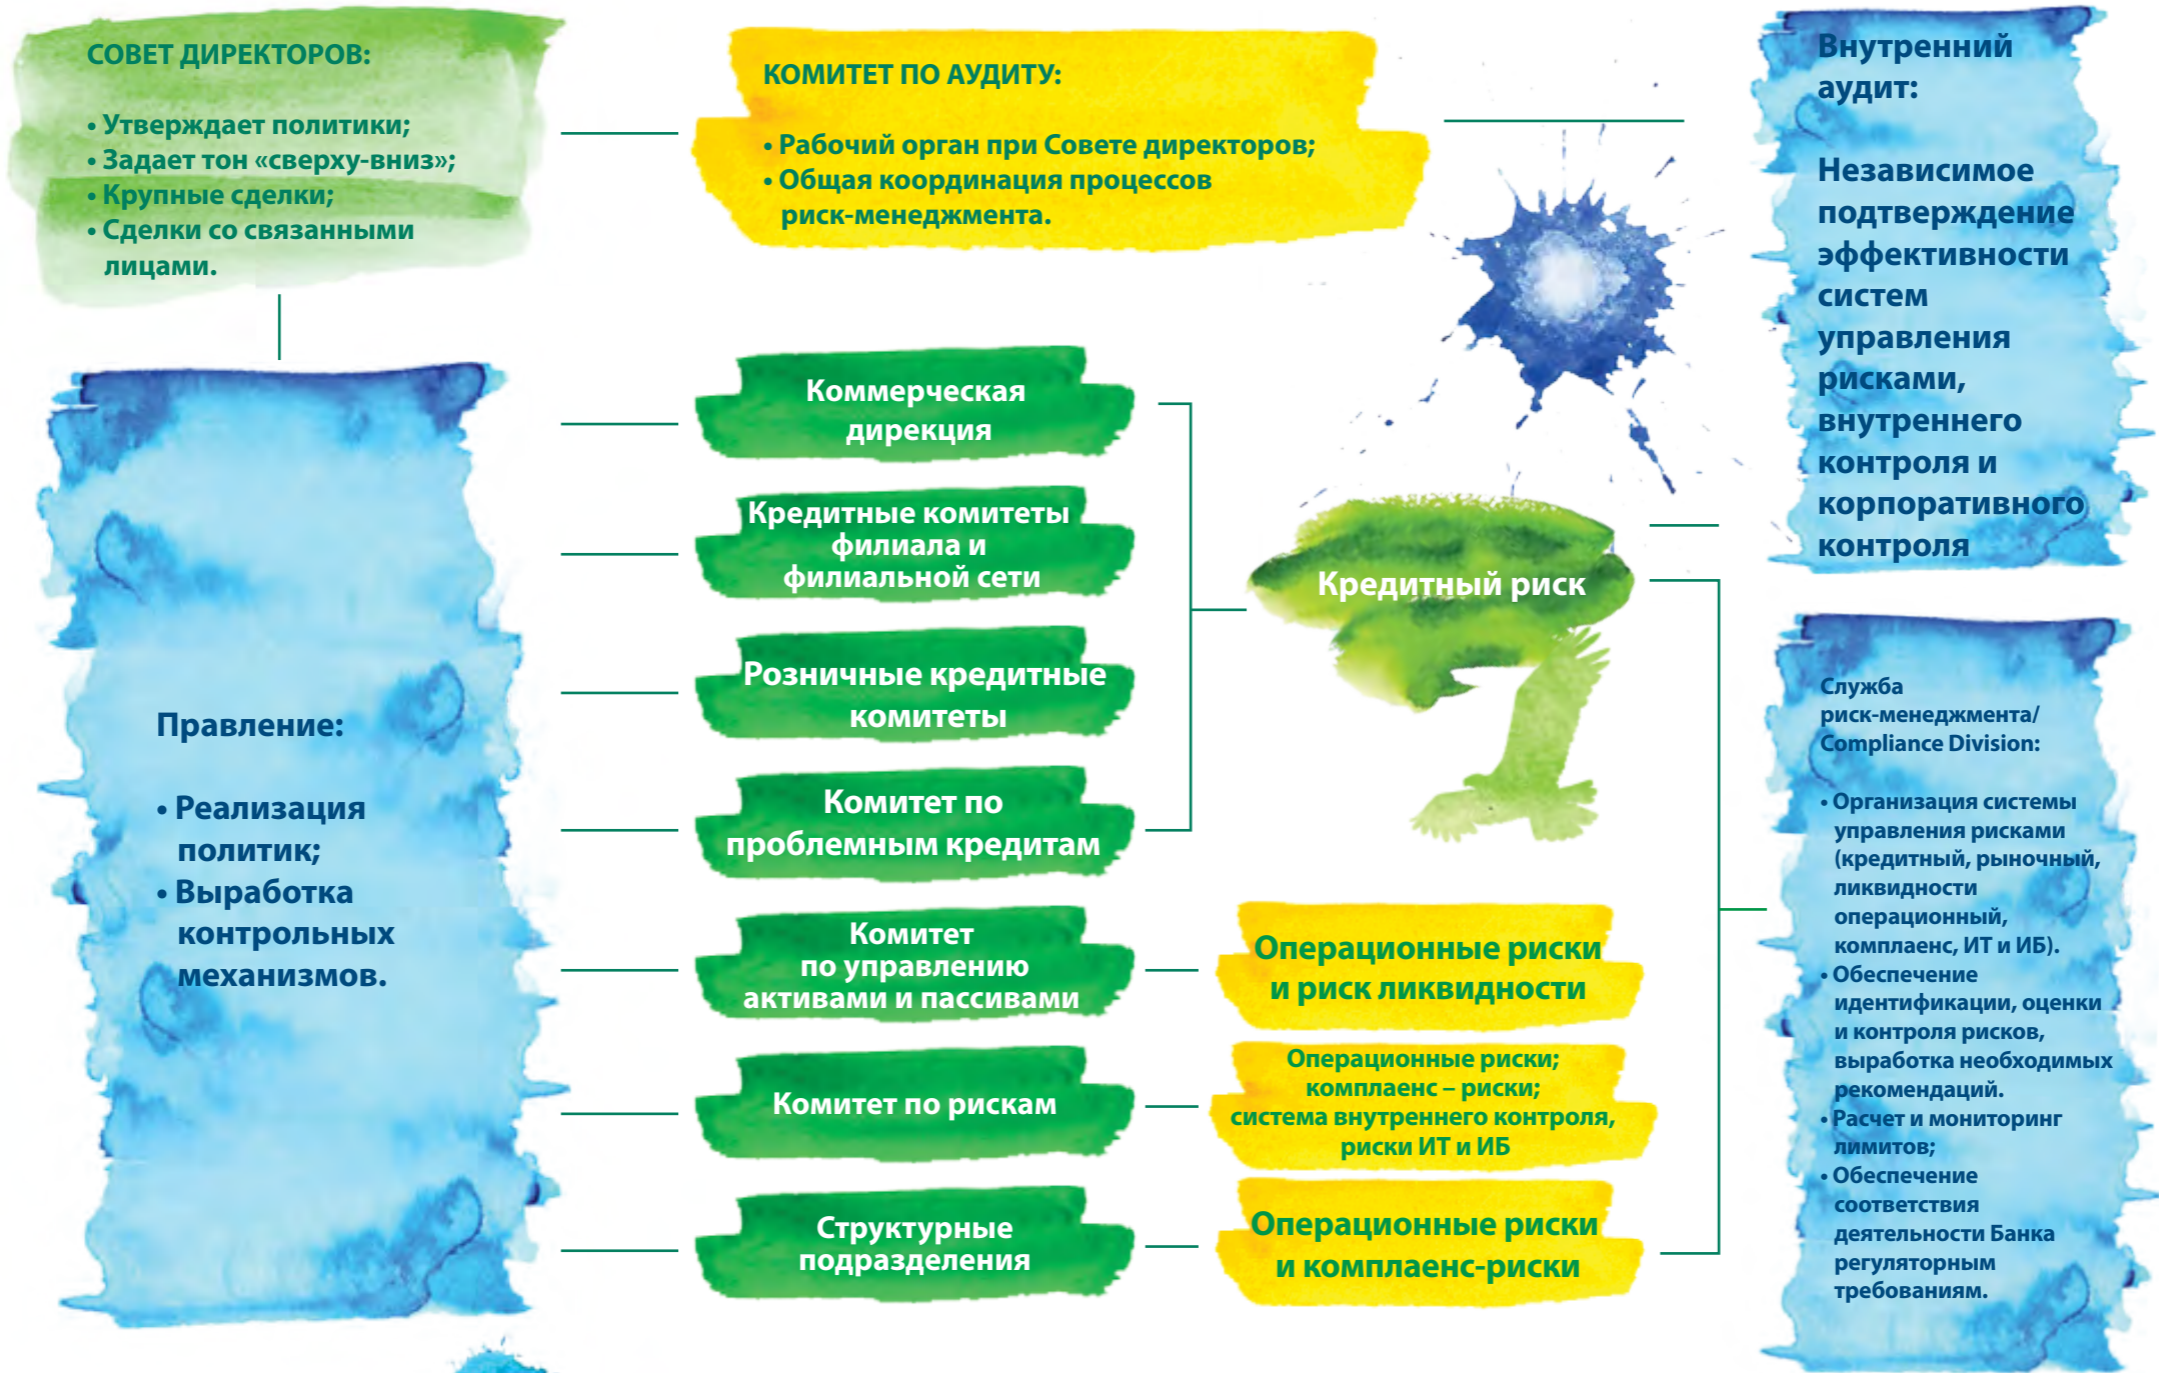 СОВЕТ ДИРЕКТОРОВ:
• Утверждает политики;
• Задает тон «сверху-вниз»;
• Крупные сделки;
• Сделки со связанными
лицами.
КОМИТЕТ ПО АУДИТУ:
• Рабочий орган при Совете директоров;
• Общая координация процессов
риск-менеджмента.
Внутренний
аудит:
Независимое
подтверждение
эффективности
систем
управления
рисками,
внутреннего
контроля и
корпоративного
контроля
Правление:
• Реализация
политик;
• Выработка
контрольных
механизмов.
Коммерческая
дирекция
Кредитные комитеты
филиала и
филиальной сети
Розничные кредитные
комитеты
Комитет по
проблемным кредитам
Комитет
по управлению
активами и пассивами
Комитет по рискам
Структурные
подразделения
Кредитный риск
Операционные риски
и риск ликвидности
Операционные риски;
комплаенс – риски;
система внутреннего контроля,
риски ИТ и ИБ
Операционные риски
и комплаенс-риски
Служба
риск-менеджмента/
Compliance Division:
• Организация системы
управления рисками
(кредитный, рыночный,
ликвидности
операционный,
комплаенс, ИТ и ИБ).
• Обеспечение
идентификации, оценки
и контроля рисков,
выработка необходимых
рекомендаций.
• Расчет и мониторинг
лимитов;
• Обеспечение
соответствия
деятельности Банка
регуляторным
требованиям.